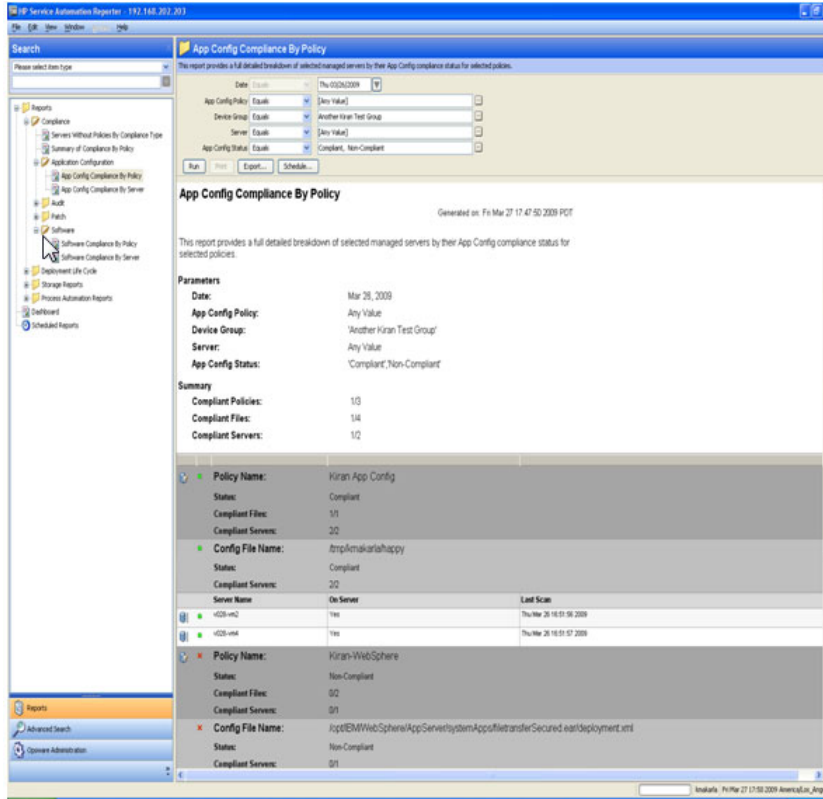 HP Service Automation Reporter - 192.168.202.203
File Edit View Window Help
Search
Please select item type
Reports
Compliance
Servers Without Policies By Compliance Type
Summary of Compliance By Policy
Application Configuration
App Config Compliance By Policy
App Config Compliance By Server
Audit
Patch
Software
Software Compliance By Policy
Software Compliance By Server
Deployment Life Cycle
Storage Reports
Process Automation Reports
Dashboard
Scheduled Reports
Reports
Advanced Search
Opsware Administration
App Config Compliance By Policy
This report provides a full detailed breakdown of selected managed servers by their App Config compliance status for selected policies.
Date Equals Thu 03/26/2009
App Config Policy Equals [Any Value]
Device Group Equals Another Kiran Test Group
Server Equals [Any Value]
App Config Status Equals Compliant, Non-Compliant
Run Print Export... Schedule...
App Config Compliance By Policy
Generated on: Fri Mar 27 17:47:50 2009 PDT
This report provides a full detailed breakdown of selected managed servers by their App Config compliance status for
selected policies.
Parameters
Date: Mar 26, 2009
App Config Policy: Any Value
Device Group: 'Another Kiran Test Group'
Server: Any Value
App Config Status: 'Compliant','Non-Compliant'
Summary
Compliant Policies: 1/3
Compliant Files: 1/4
Compliant Servers: 1/2
Policy Name: Kiran App Config
Status: Compliant
Compliant Files: 1/1
Compliant Servers: 2/2
Config File Name: /tmp/kmakarla/happy
Status: Compliant
Compliant Servers: 2/2
Server Name On Server Last Scan
v026-vm2 Yes Thu Mar 26 16:51:56 2009
v026-vm4 Yes Thu Mar 26 16:51:57 2009
Policy Name: Kiran-WebSphere
Status: Non-Compliant
Compliant Files: 0/2
Compliant Servers: 0/1
Config File Name: /opt/IBM/WebSphere/AppServer/systemApps/filetransferSecured.ear/deployment.xml
Status: Non-Compliant
Compliant Servers: 0/1
kmakarla Fri Mar 27 17:50 2009 America/Los_Ang